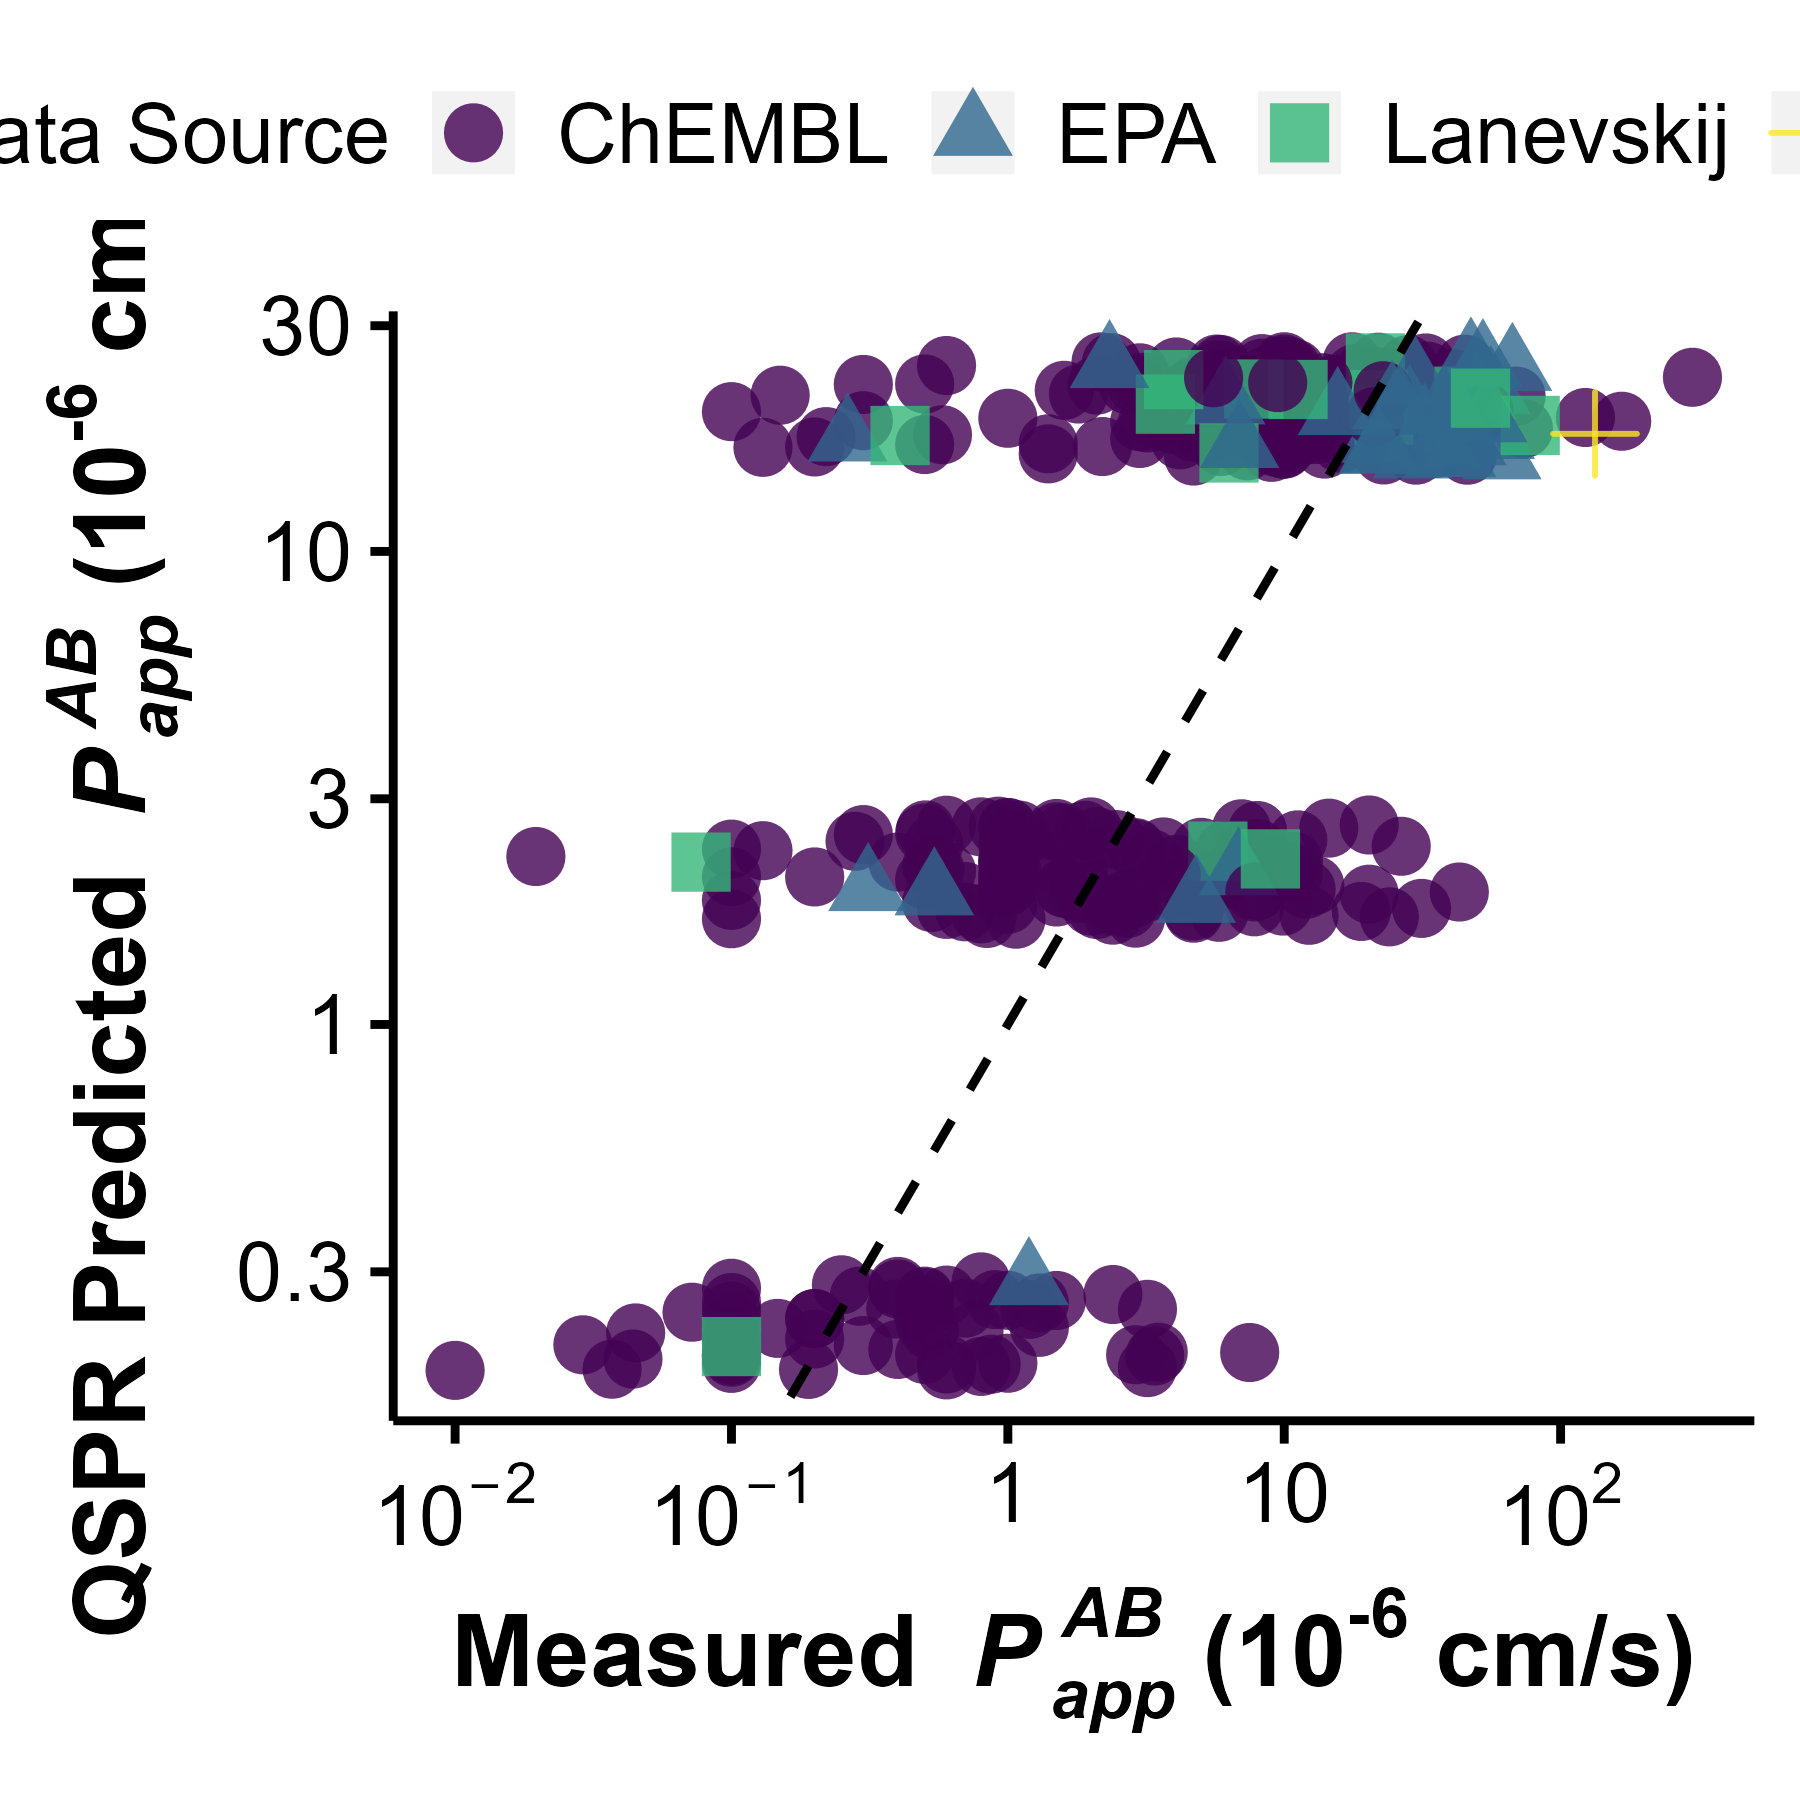 ata Source ChEMBL EPA Lanevskij
QSPR Predicted P^AB_app (10^-6 cm
30
10
3
1
0.3
10^−2 10^−1 1 10 10^2
Measured P^AB_app (10^-6 cm/s)